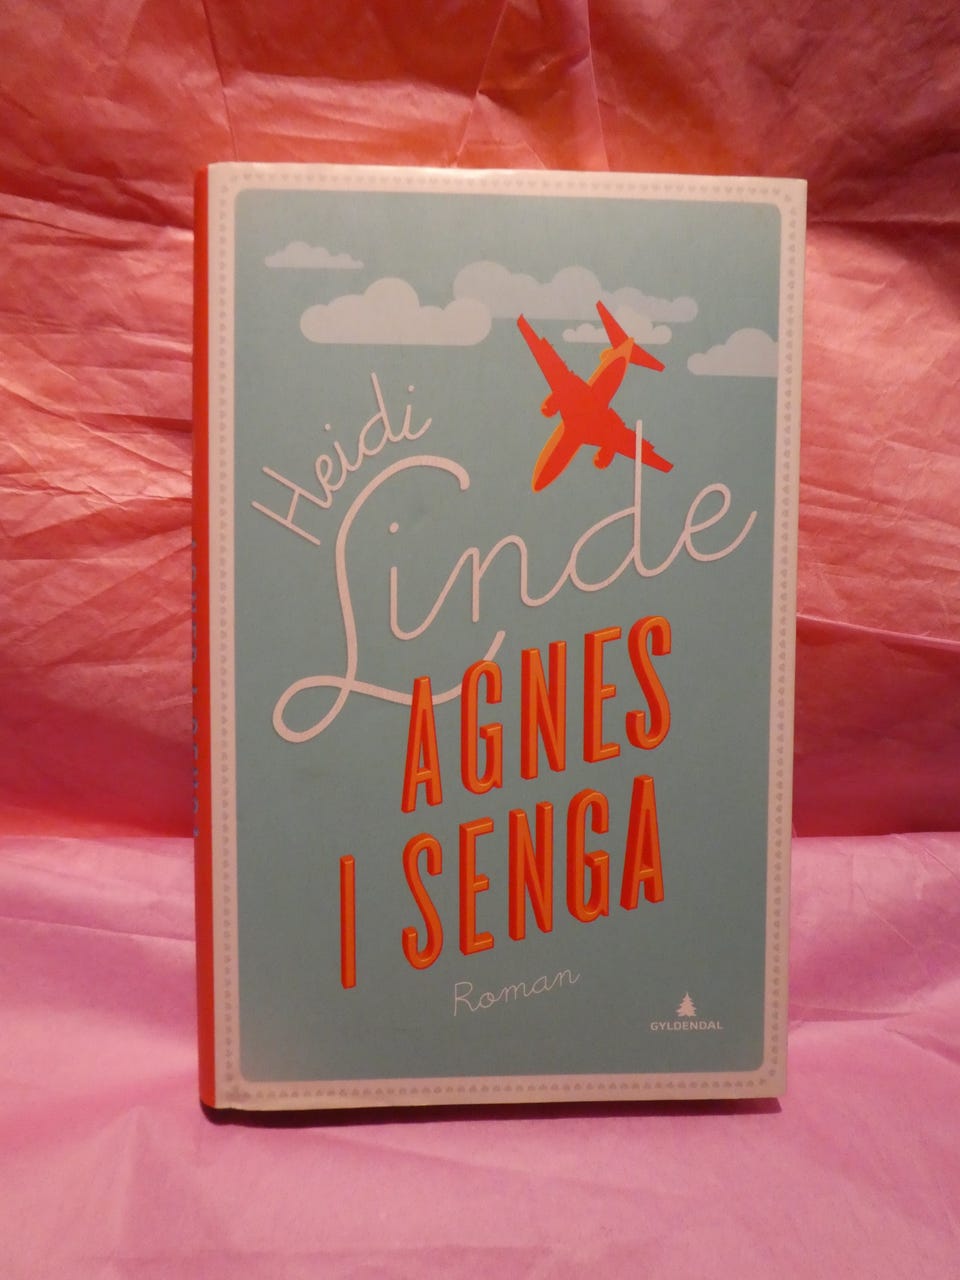 Heidi
Linde
AGNES
I SENGA
Roman
GYLDENDAL